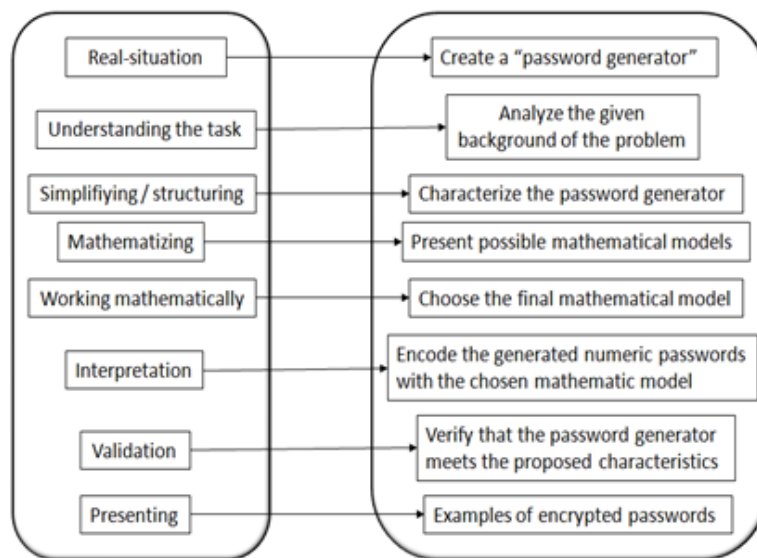 Real-situation
Create a “password generator”
Understanding the task
Analyze the given
background of the problem
Simplifiying / structuring
Characterize the password generator
Mathematizing
Present possible mathematical models
Working mathematically
Choose the final mathematical model
Interpretation
Encode the generated numeric passwords
with the chosen mathematic model
Validation
Verify that the password generator
meets the proposed characteristics
Presenting
Examples of encrypted passwords